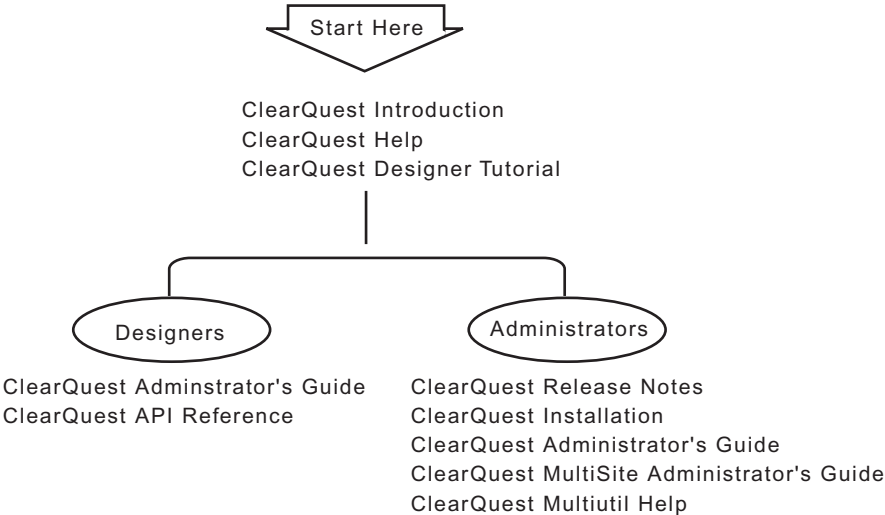 Start Here
ClearQuest Introduction
ClearQuest Help
ClearQuest Designer Tutorial
Designers
ClearQuest Adminstrator's Guide
ClearQuest API Reference
Administrators
ClearQuest Release Notes
ClearQuest Installation
ClearQuest Administrator's Guide
ClearQuest MultiSite Administrator's Guide
ClearQuest Multiutil Help